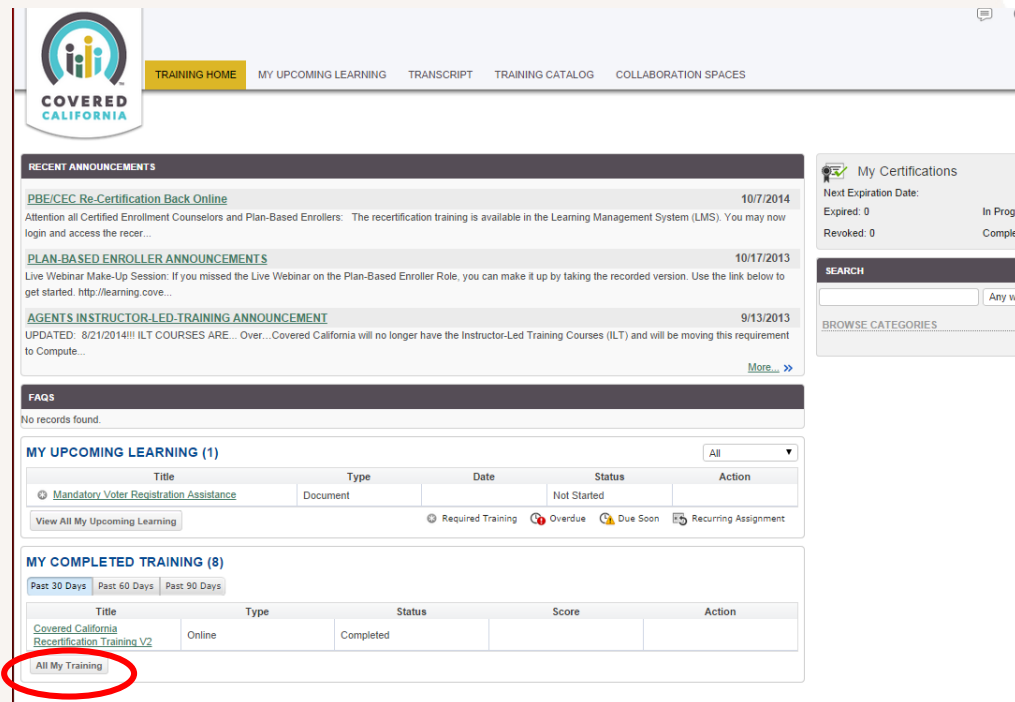 COVERED
CALIFORNIA
TRAINING HOME MY UPCOMING LEARNING TRANSCRIPT TRAINING CATALOG COLLABORATION SPACES
RECENT ANNOUNCEMENTS
PBE/CEC Re-Certification Back Online 10/7/2014
Attention all Certified Enrollment Counselors and Plan-Based Enrollers: The recertification training is available in the Learning Management System (LMS). You may now
login and access the recer...
PLAN-BASED ENROLLER ANNOUNCEMENTS 10/17/2013
Live Webinar Make-Up Session: If you missed the Live Webinar on the Plan-Based Enroller Role, you can make it up by taking the recorded version. Use the link below to
get started. http://learning.cove...
AGENTS INSTRUCTOR-LED-TRAINING ANNOUNCEMENT 9/13/2013
UPDATED: 8/21/2014!!! ILT COURSES ARE... Over...Covered California will no longer have the Instructor-Led Training Courses (ILT) and will be moving this requirement
to Compute...
More... »
FAQS
No records found.
MY UPCOMING LEARNING (1) All
Title Type Date Status Action
Mandatory Voter Registration Assistance Document Not Started
View All My Upcoming Learning Required Training Overdue Due Soon Recurring Assignment
MY COMPLETED TRAINING (8)
Past 30 Days Past 60 Days Past 90 Days
Title Type Status Score Action
Covered California
Recertification Training V2 Online Completed
All My Training
My Certifications
Next Expiration Date:
Expired: 0 In Prog
Revoked: 0 Comple
SEARCH
Any w
BROWSE CATEGORIES